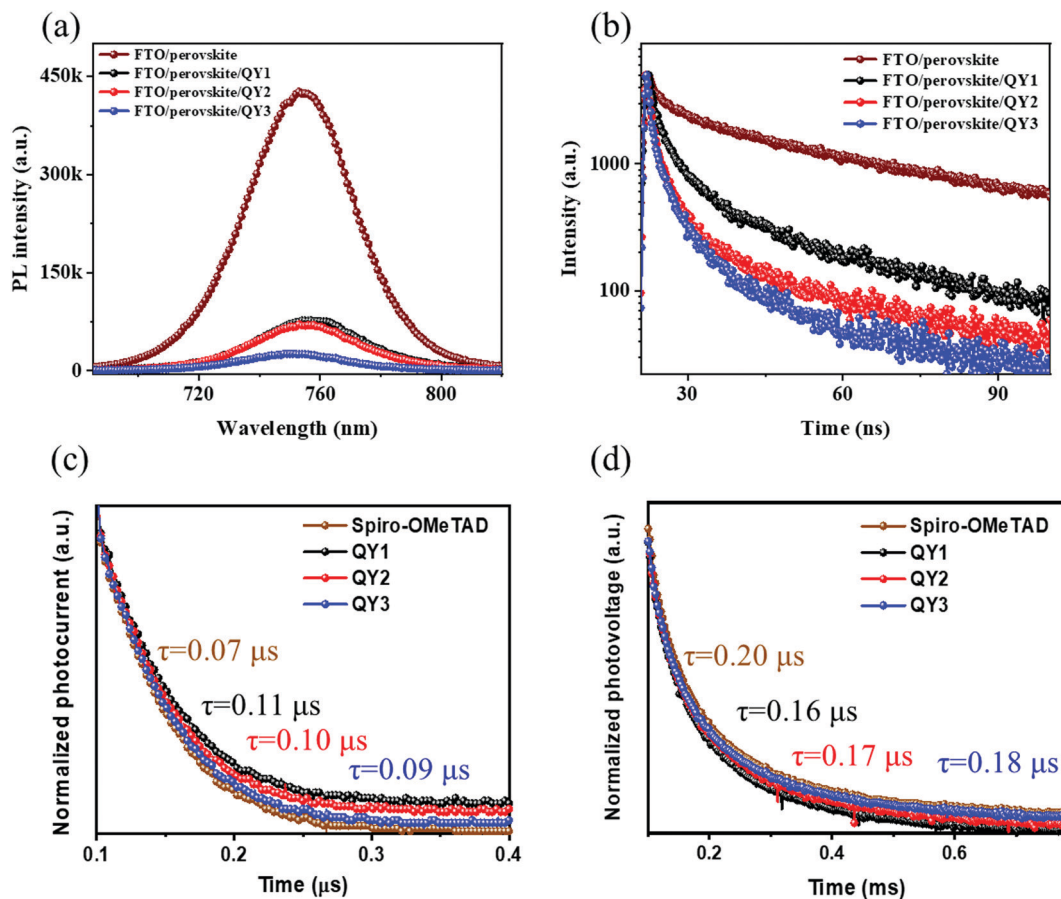 (a)
FTO/perovskite
FTO/perovskite/QY1
FTO/perovskite/QY2
FTO/perovskite/QY3
450k
300k
150k
0
PL intensity (a.u.)
720 760 800
Wavelength (nm)
(b)
FTO/perovskite
FTO/perovskite/QY1
FTO/perovskite/QY2
FTO/perovskite/QY3
1000
100
Intensity (a.u.)
30 60 90
Time (ns)
(c)
Spiro-OMeTAD
QY1
QY2
QY3
τ=0.07 μs
τ=0.11 μs
τ=0.10 μs
τ=0.09 μs
Normalized photocurrent (a.u.)
0.1 0.2 0.3 0.4
Time (μs)
(d)
Spiro-OMeTAD
QY1
QY2
QY3
τ=0.20 μs
τ=0.16 μs
τ=0.17 μs
τ=0.18 μs
Normalized photovoltage (a.u.)
0.2 0.4 0.6
Time (ms)